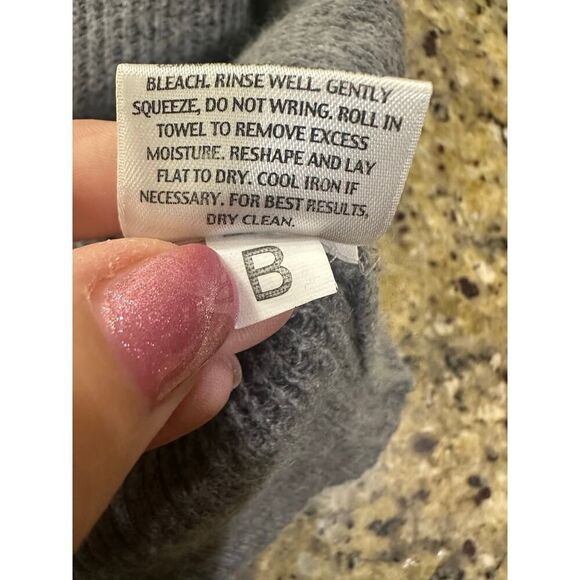 BLEACH. RINSE WELL. GENTLY
SQUEEZE, DO NOT WRING. ROLL IN
TOWEL TO REMOVE EXCESS
MOISTURE. RESHAPE AND LAY
FLAT TO DRY. COOL IRON IF
NECESSARY. FOR BEST RESULTS,
DRY CLEAN.
B